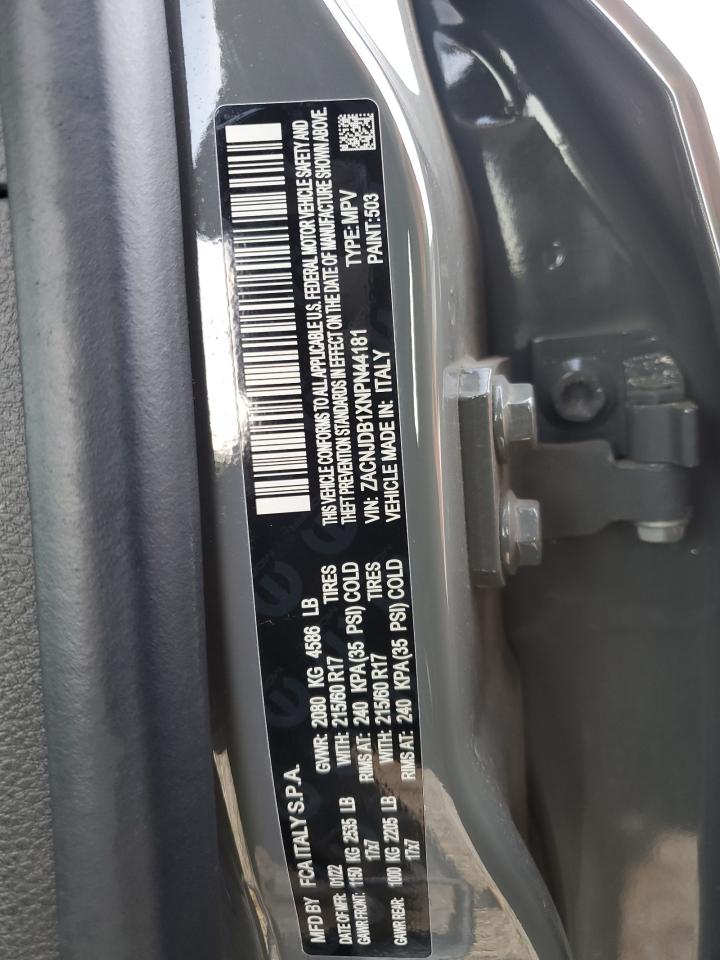 MFD BY FCA ITALY S.P.A.
DATE OF MFR: 01/22 GVWR: 2080 KG 4586 LB
GAWR FRONT: 1150 KG 2535 LB WITH: 215/60 R17 TIRES
17x7 RIMS AT: 240 KPA(35 PSI) COLD
GAWR REAR: 1000 KG 2205 LB WITH: 215/60 R17 TIRES
17x7 RIMS AT: 240 KPA(35 PSI) COLD
THIS VEHICLE CONFORMS TO ALL APPLICABLE U.S. FEDERAL MOTOR VEHICLE SAFETY AND
THEFT PREVENTION STANDARDS IN EFFECT ON THE DATE OF MANUFACTURE SHOWN ABOVE.
VIN: ZACNJDB1XNPN44181 TYPE: MPV
VEHICLE MADE IN: ITALY PAINT: 503